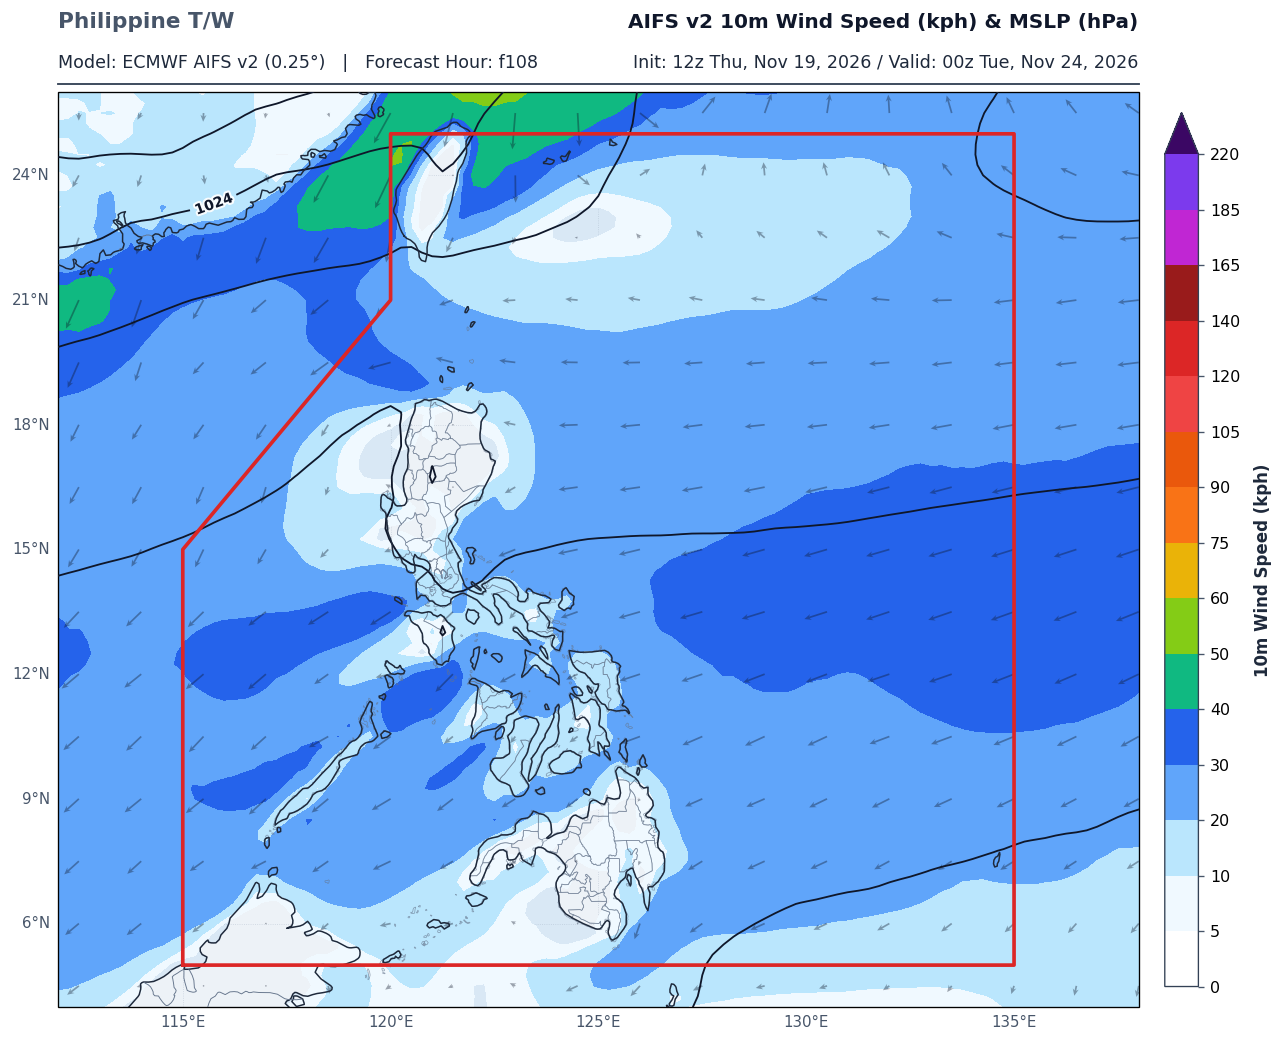 Philippine T/W
AIFS v2 10m Wind Speed (kph) & MSLP (hPa)
Model: ECMWF AIFS v2 (0.25°) | Forecast Hour: f108
Init: 12z Thu, Nov 19, 2026 / Valid: 00z Tue, Nov 24, 2026
24°N
21°N
18°N
15°N
12°N
9°N
6°N
1024
115°E
120°E
125°E
130°E
135°E
220
185
165
140
120
105
90
75
60
50
40
30
20
10
5
0
10m Wind Speed (kph)